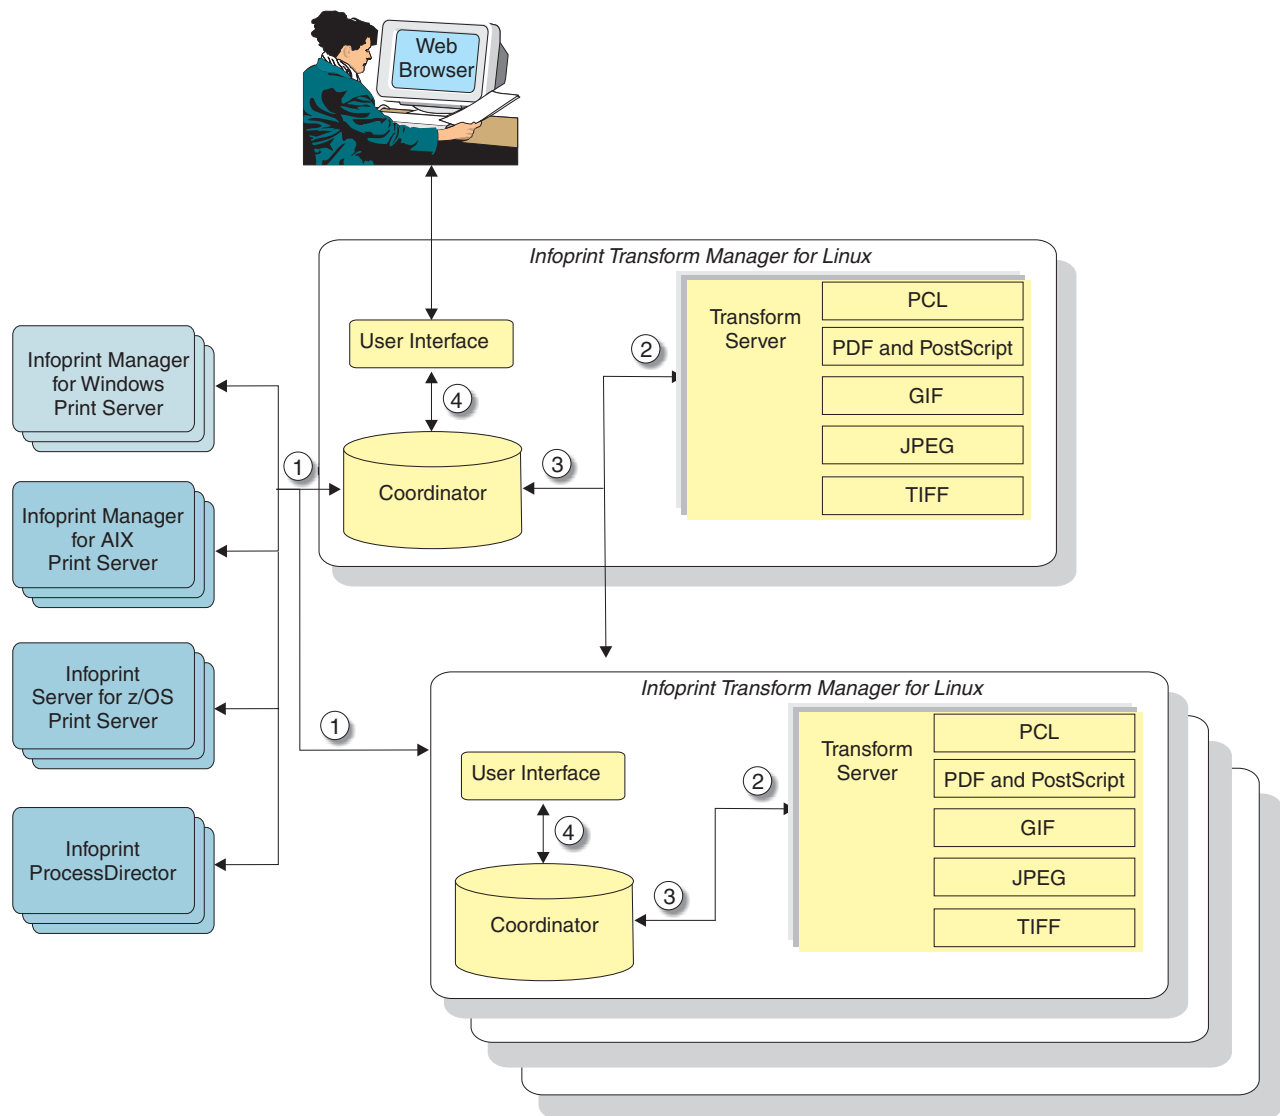 Web
Browser
Infoprint Transform Manager for Linux
Transform
Server
PCL
PDF and PostScript
GIF
JPEG
TIFF
User Interface
2
4
3
1
Coordinator
Infoprint Manager
for Windows
Print Server
Infoprint Manager
for AIX
Print Server
Infoprint
Server for z/OS
Print Server
Infoprint
ProcessDirector
1
Infoprint Transform Manager for Linux
Transform
Server
PCL
PDF and PostScript
GIF
JPEG
TIFF
User Interface
2
4
3
Coordinator